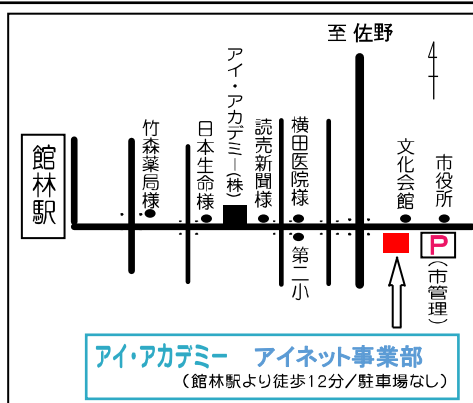 至 佐野
館林駅
竹森薬局様
日本生命様
アイ・アカデミー(株)
読売新聞様
横田医院様
第二小
文化会館
市役所
P
(市管理)
アイ・アカデミー アイネット事業部
(館林駅より徒歩12分/駐車場なし)